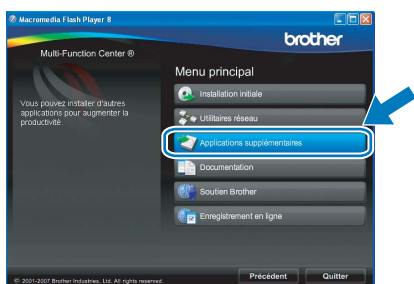 Macromedia Flash Player 8
brother
Multi-Function Center ®
Menu principal
Vous pouvez installer d'autres
applications pour augmenter la
productivité.
Installation initiale
Utilitaires réseau
Applications supplémentaires
Documentation
Soutien Brother
Enregistrement en ligne
© 2001-2007 Brother Industries, Ltd. All rights reserved.
Précédent
Quitter